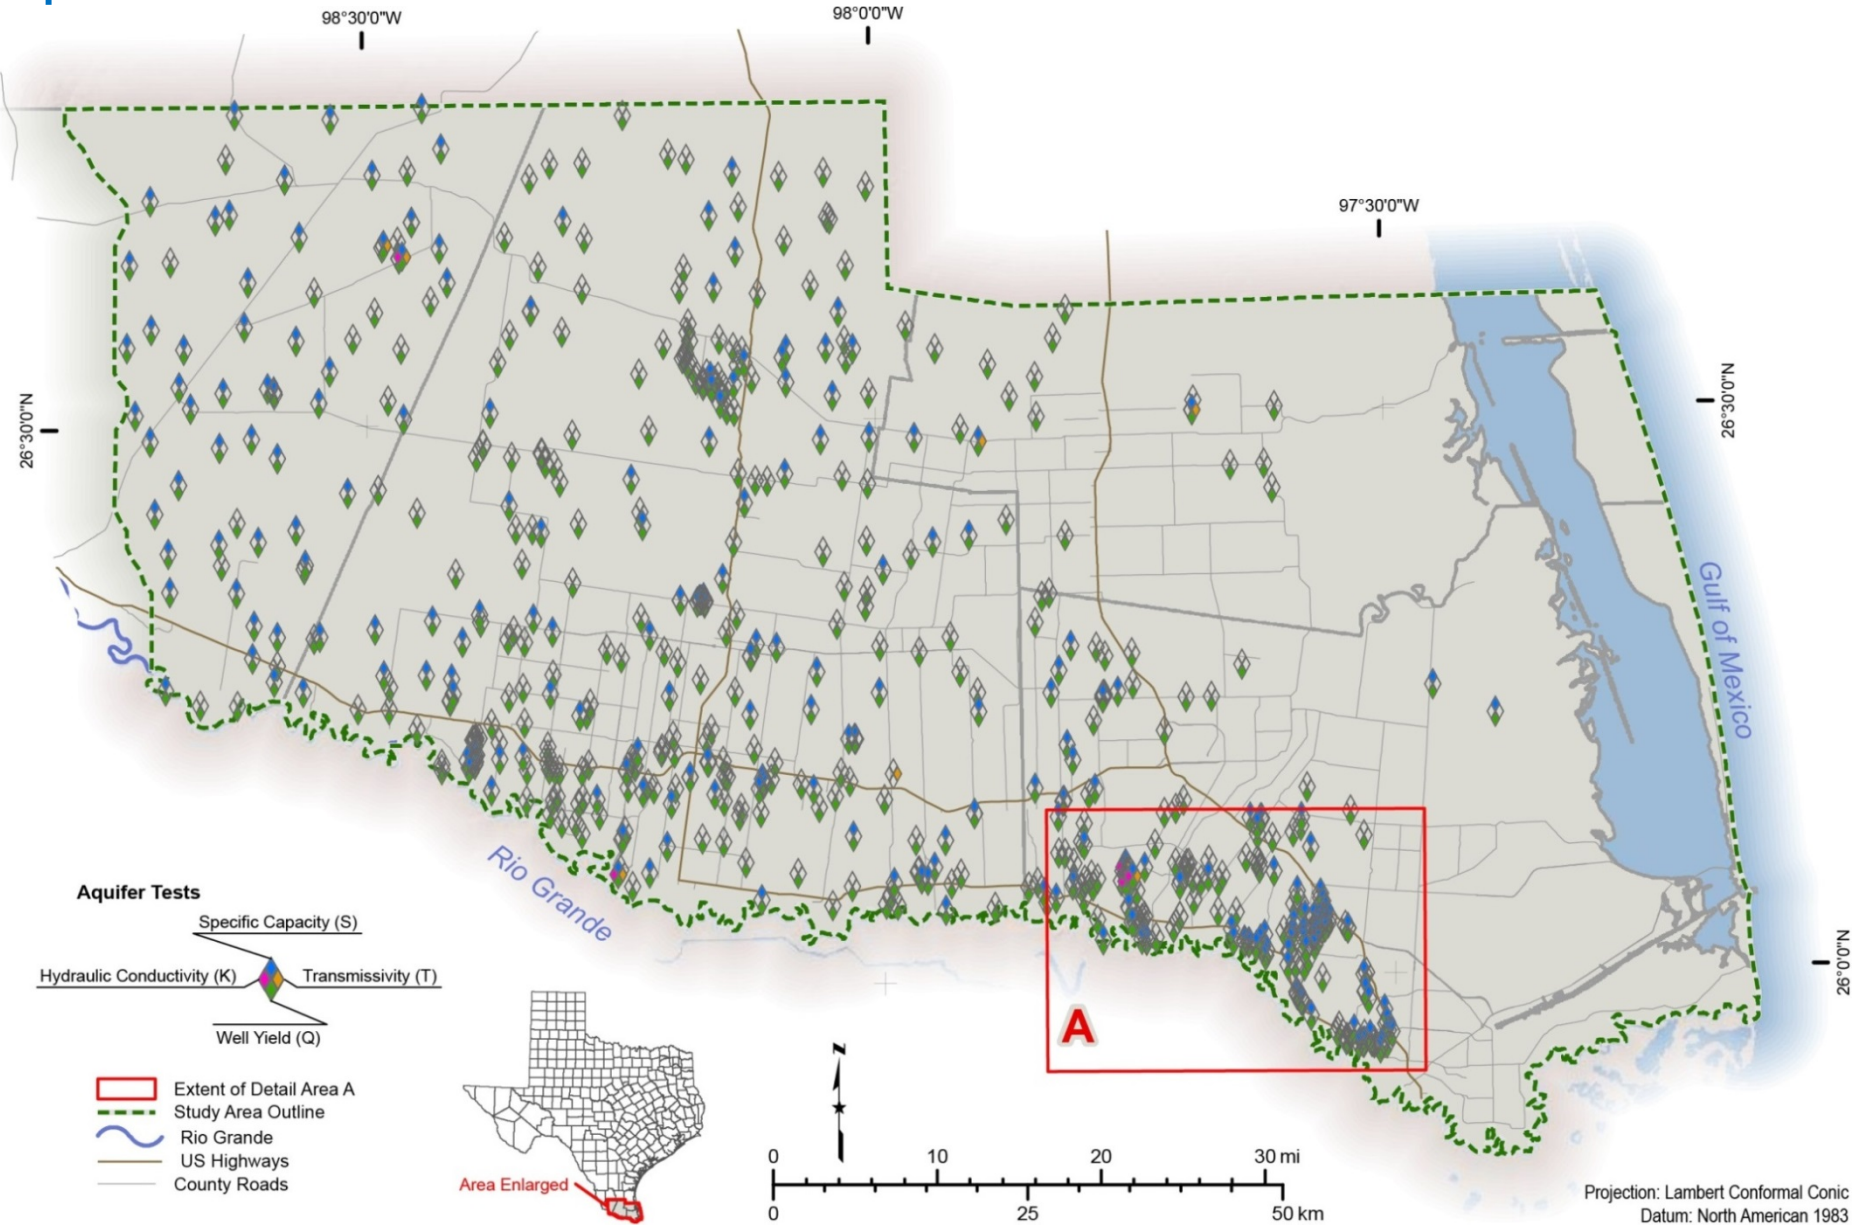 98°30'0"W
98°0'0"W
97°30'0"W
26°30'0"N
26°3'0"N
Gulf of Mexico
Rio Grande
26°0'0"N
Aquifer Tests
Specific Capacity (S)
Hydraulic Conductivity (K)
Transmissivity (T)
Well Yield (Q)
Extent of Detail Area A
Study Area Outline
Rio Grande
US Highways
County Roads
Area Enlarged
A
N
0 10 20 30 mi
0 25 50 km
Projection: Lambert Conformal Conic
Datum: North American 1983